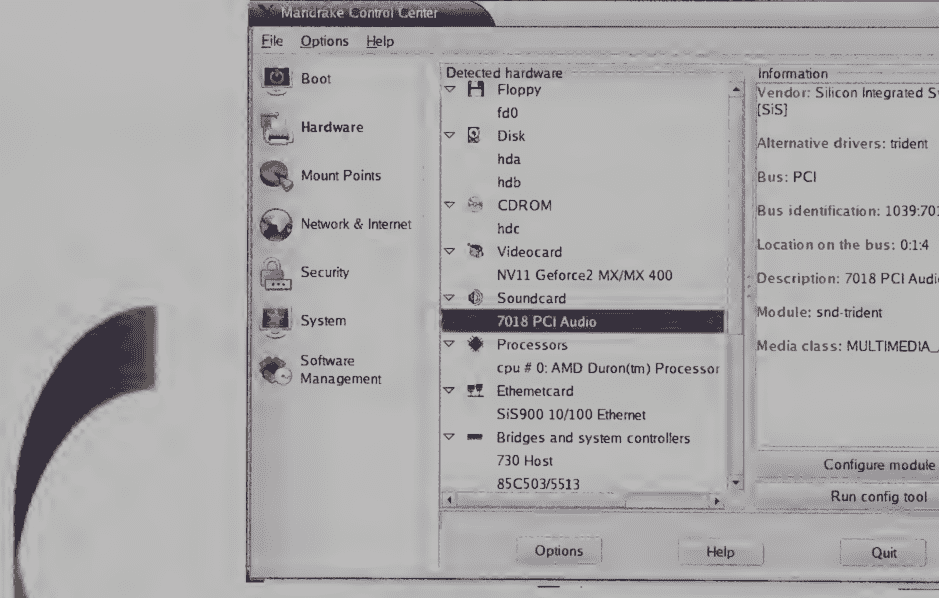 Mandrake Control Center
File Options Help
Boot
Hardware
Mount Points
Network & Internet
Security
System
Software
Management
Detected hardware
Floppy
fd0
Disk
hda
hdb
CDROM
hdc
Videocard
NV11 Geforce2 MX/MX 400
Soundcard
7018 PCI Audio
Processors
cpu # 0: AMD Duron(tm) Processor
Ethernetcard
SiS900 10/100 Ethernet
Bridges and system controllers
730 Host
85C503/5513
Information
Vendor: Silicon Integrated
[SiS]
Alternative drivers: trident
Bus: PCI
Bus identification: 1039:701
Location on the bus: 0:1:4
Description: 7018 PCI Audio
Module: snd-trident
Media class: MULTIMEDIA_
Configure module
Run config tool
Options Help Quit